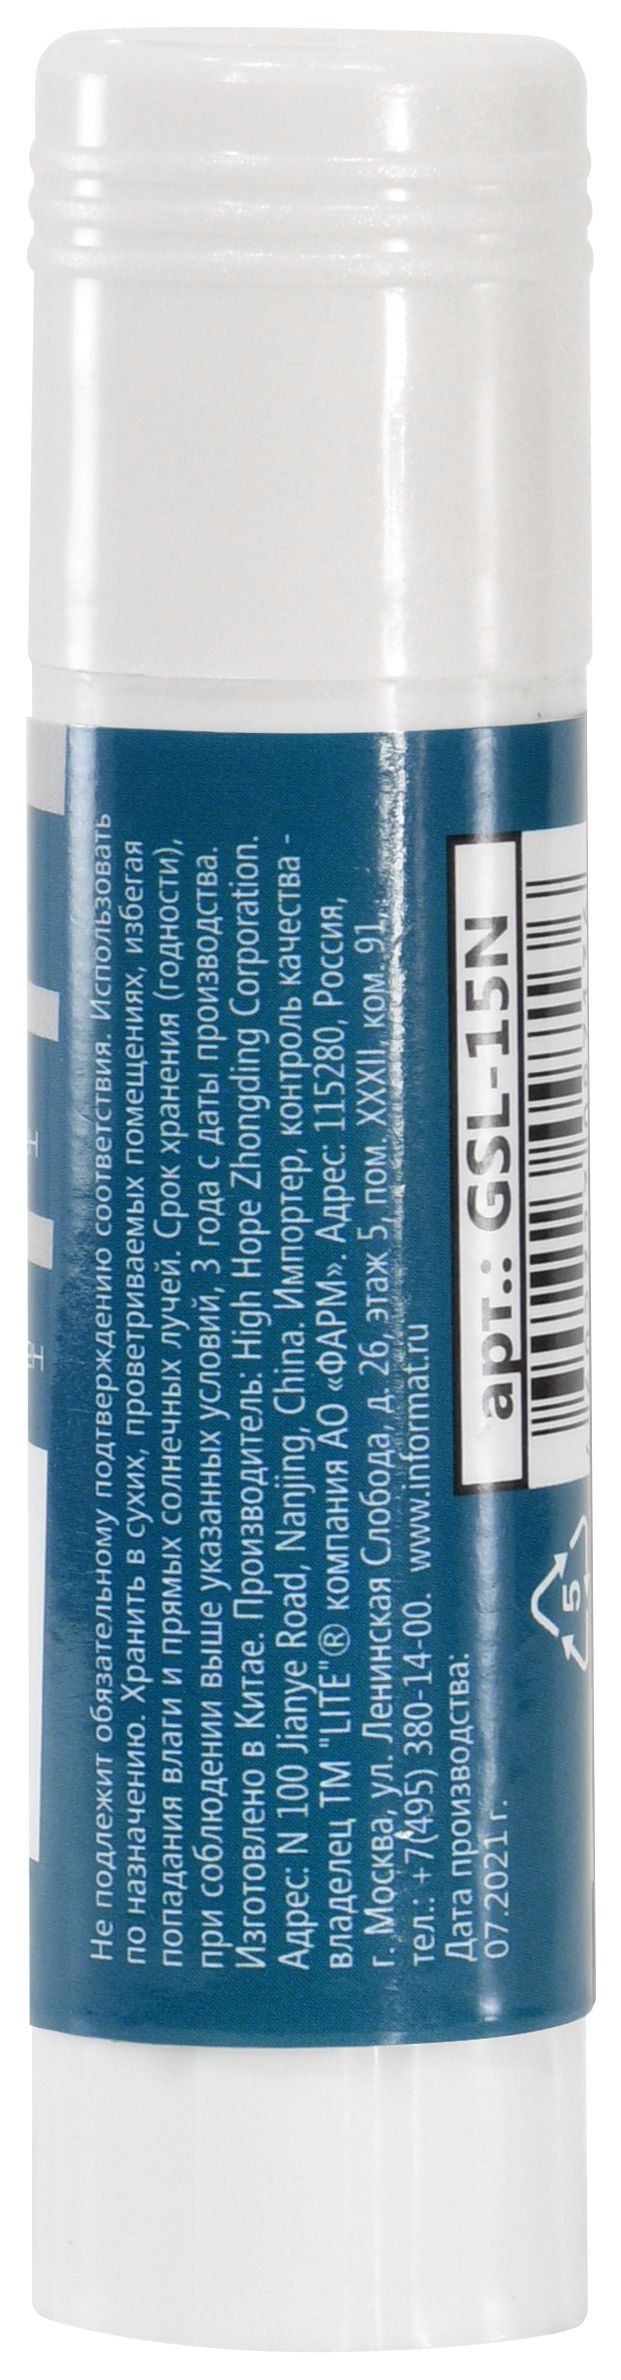 Не подлежит обязательному подтверждению соответствия. Использовать
по назначению. Хранить в сухих, проветриваемых помещениях, избегая
попадания влаги и прямых солнечных лучей. Срок хранения (годности),
при соблюдении выше указанных условий, 3 года с даты производства.
Изготовлено в Китае. Производитель: High Hope Zhongding Corporation.
Адрес: N 100 Jianye Road, Nanjing, China. Импортер, контроль качества -
владелец ТМ "LITE"® компания АО «ФАРМ». Адрес: 115280, Россия,
г. Москва, ул. Ленинская Слобода, д. 26, этаж 5, пом. XXXII, ком. 91,
тел.: +7(495) 380-14-00. www.informat.ru
Дата производства:
07.2021 г.
арт.: GSL-15N
5